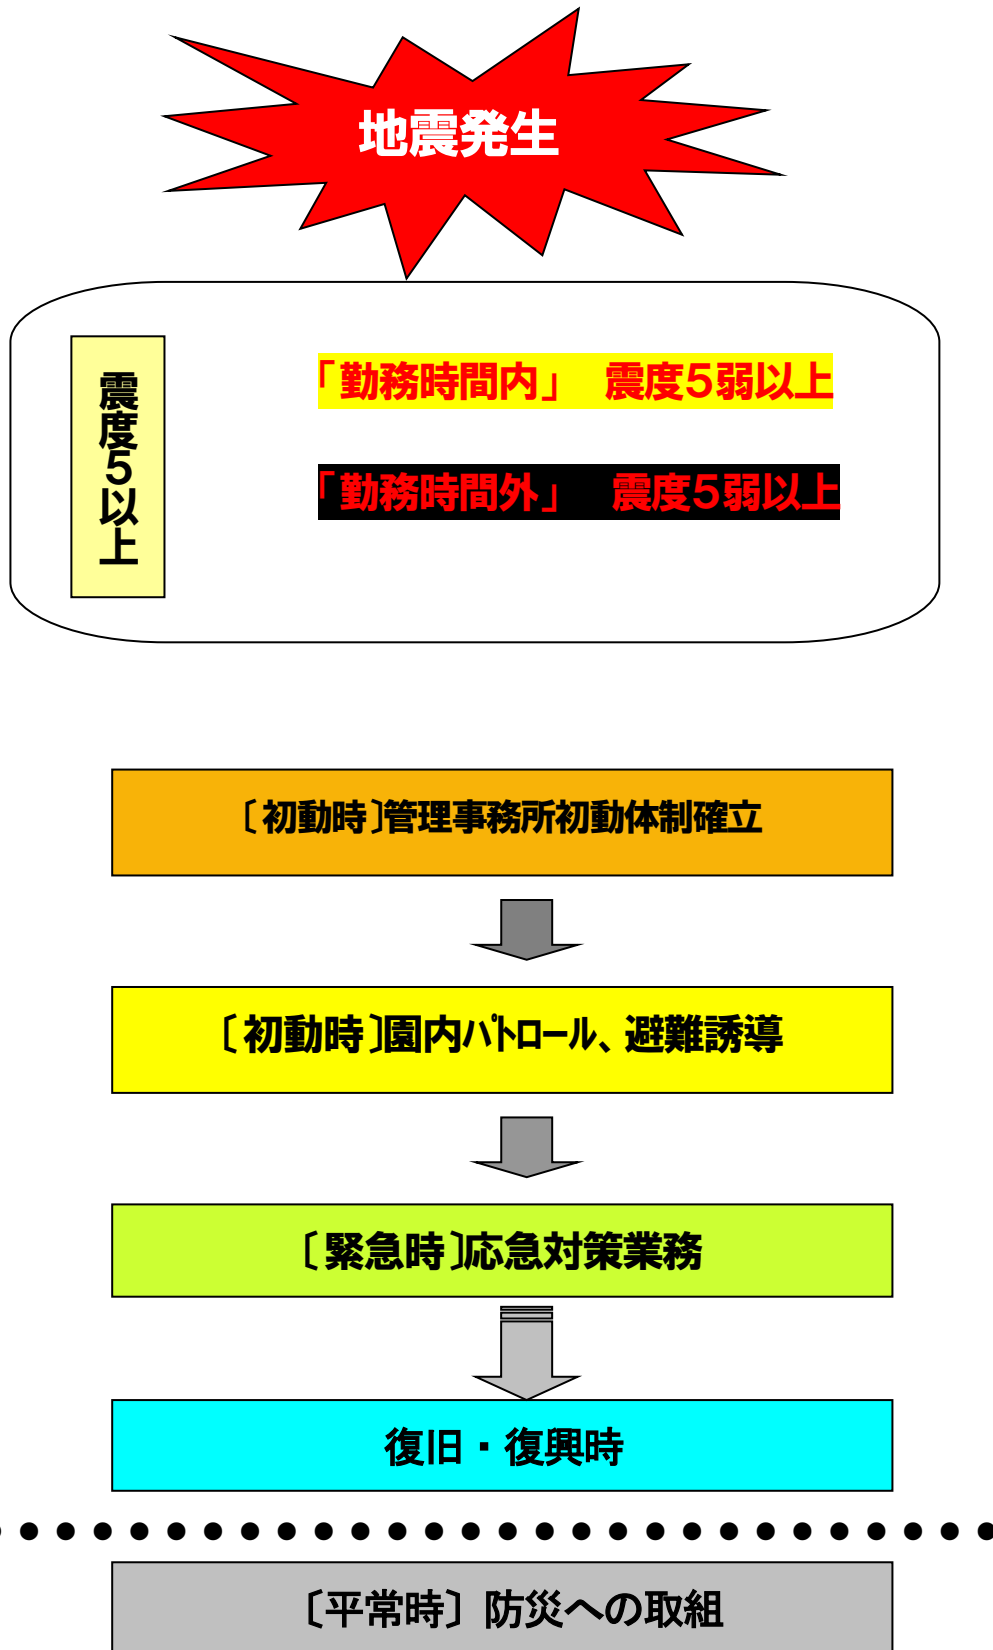 地震発生
震度５以上
「勤務時間内」　震度５弱以上
「勤務時間外」　震度５弱以上
〔初動時〕管理事務所初動体制確立
〔初動時〕園内ﾊﾟﾄﾛｰﾙ、避難誘導
〔緊急時〕応急対策業務
復旧・復興時
〔平常時〕防災への取組